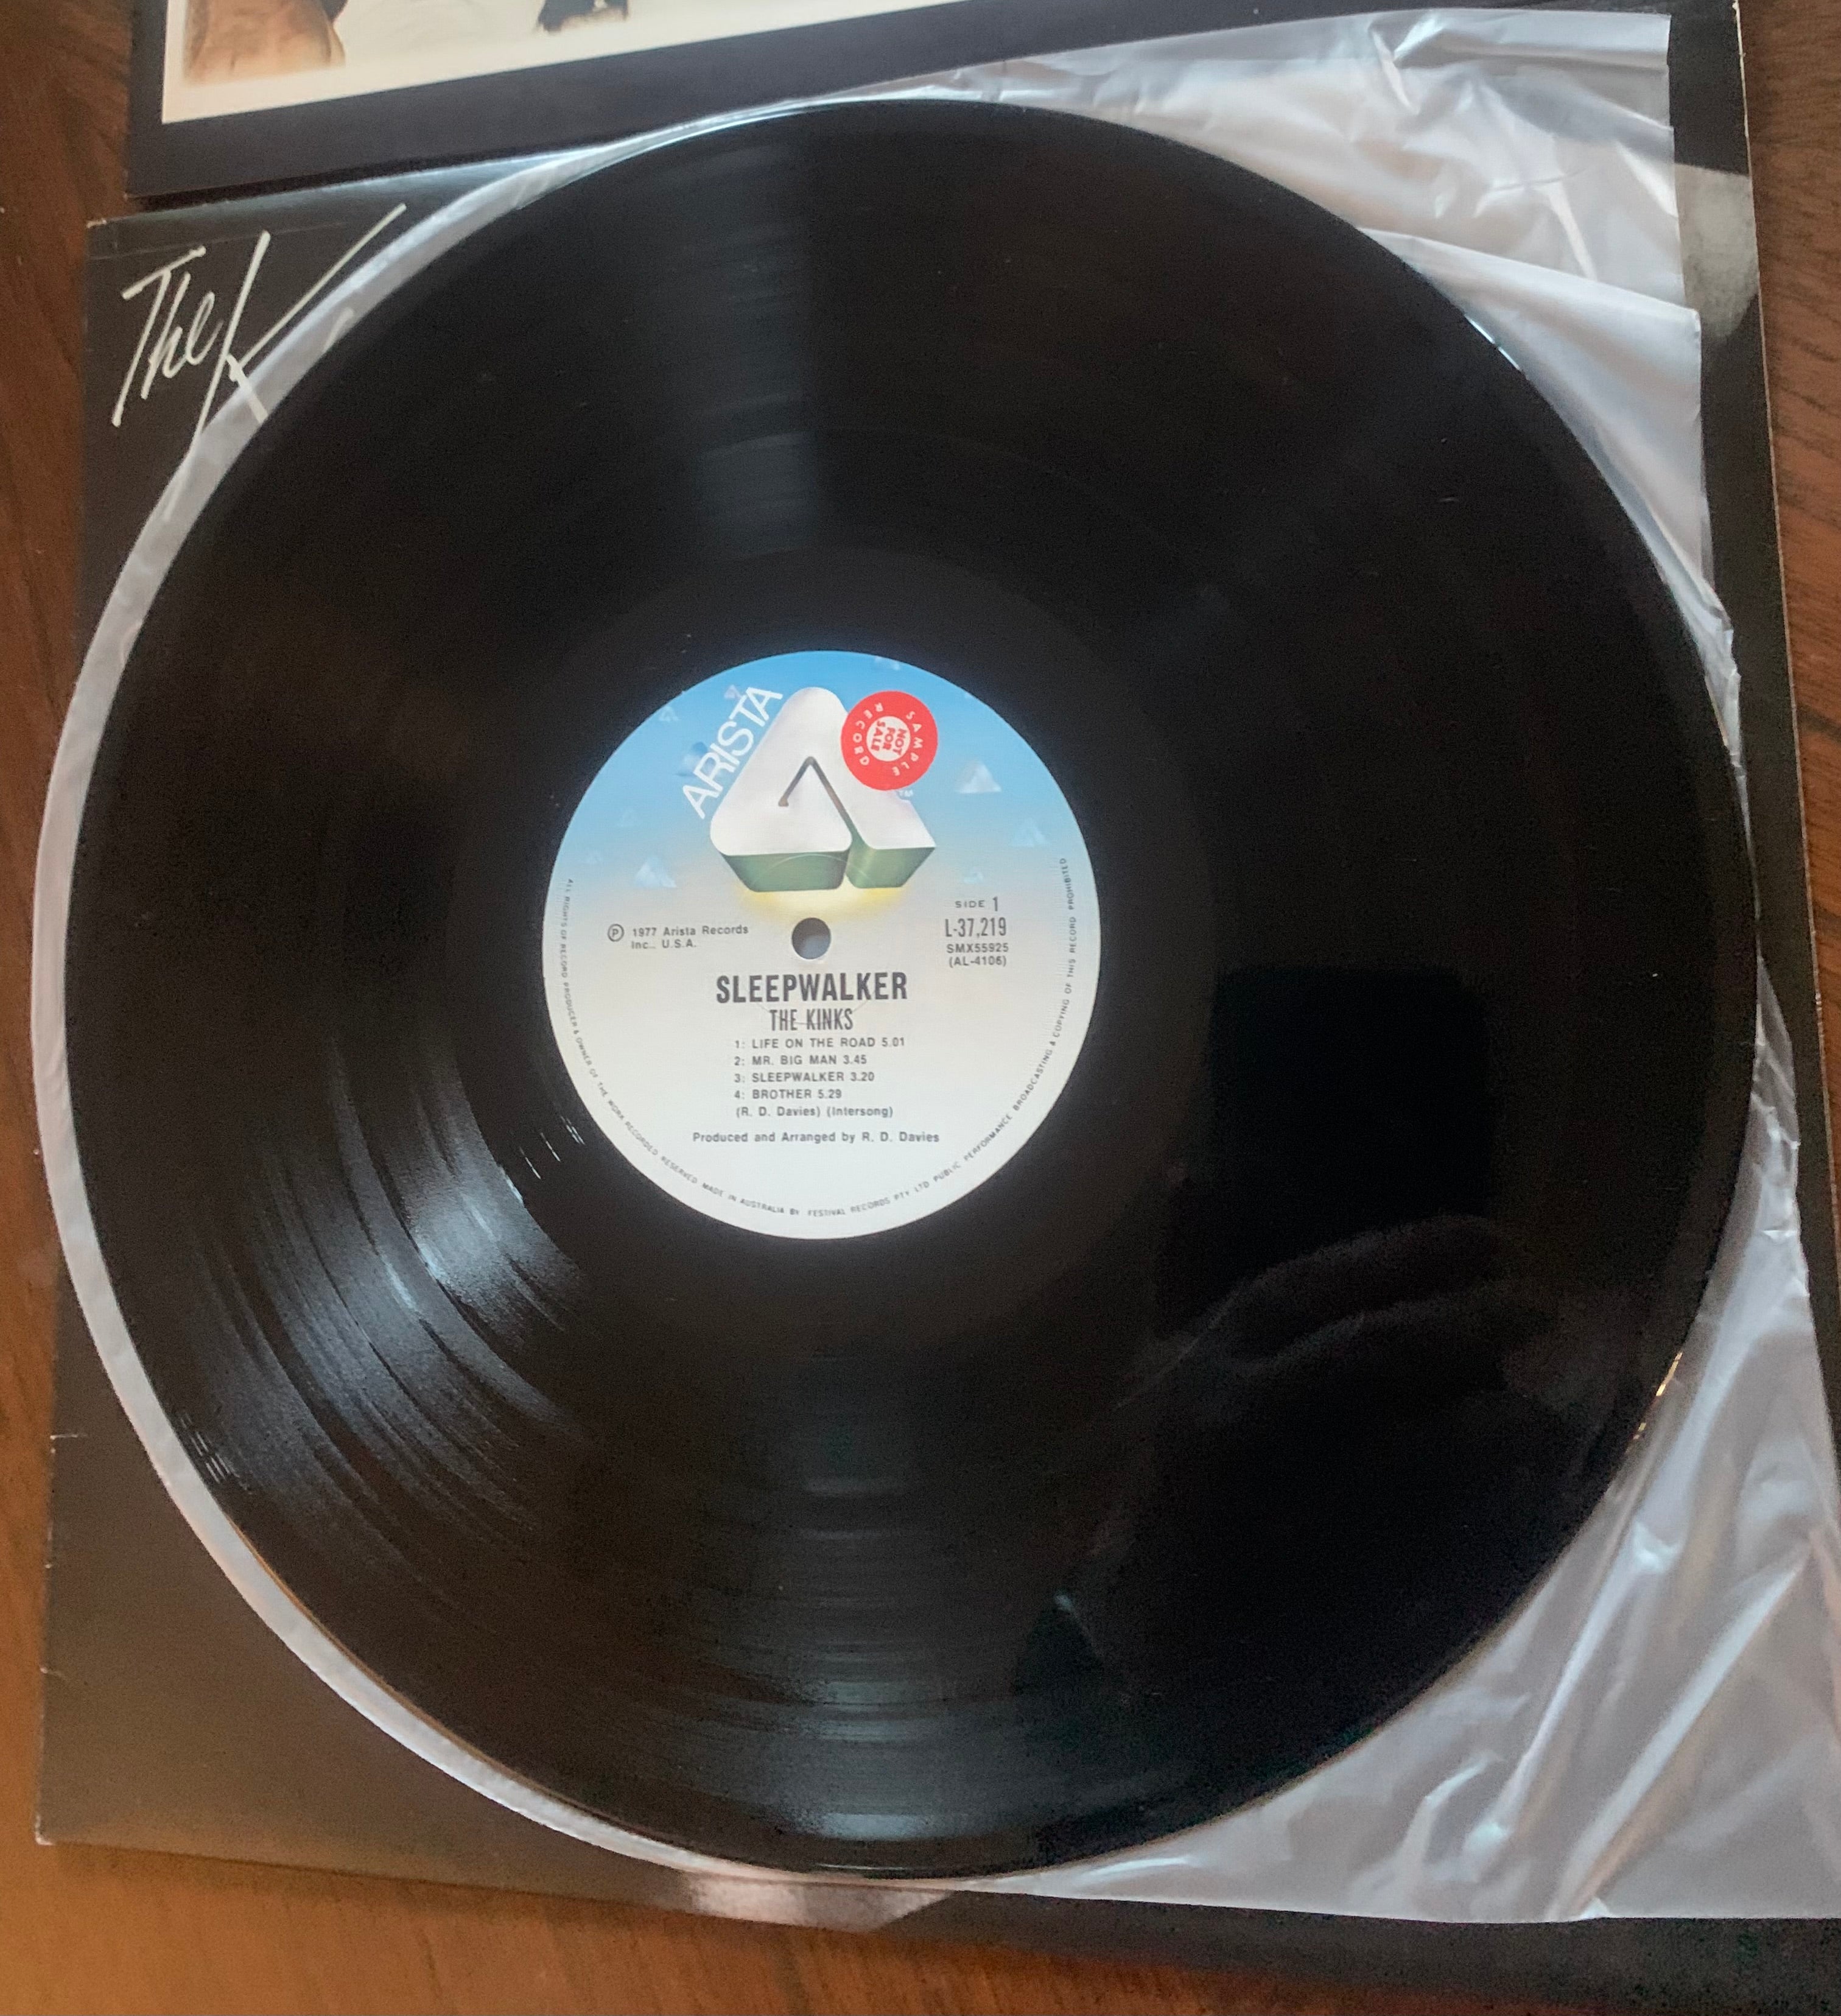 The K
ARISTA
SAMPLE RECORD
NOT
FOR
SALE
TM
SIDE 1
L-37,219
SMX55925
(AL-4106)
Ⓟ 1977 Arista Records
Inc., U.S.A.
SLEEPWALKER
THE KINKS
1: LIFE ON THE ROAD 5.01
2: MR. BIG MAN 3.45
3: SLEEPWALKER 3.20
4: BROTHER 5.29
(R. D. Davies) (Intersong)
Produced and Arranged by R. D. Davies
ALL RIGHTS OF RECORD PRODUCER & OWNER OF THE WORK RECORDED RESERVED MADE IN AUSTRALIA BY FESTIVAL RECORDS PTY LTD PUBLIC PERFORMANCE BROADCASTING & COPYING OF THIS RECORD PROHIBITED